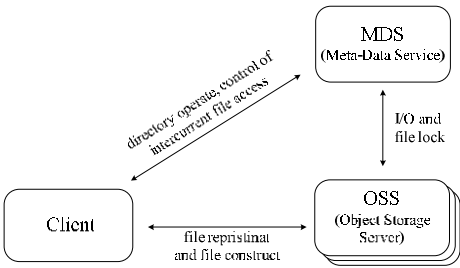 MDS
(Meta-Data Service)
directory operate, control of
intercurrent file access
I/O and
file lock
Client
OSS
(Object Storage
Server)
file repristinat
and file construct